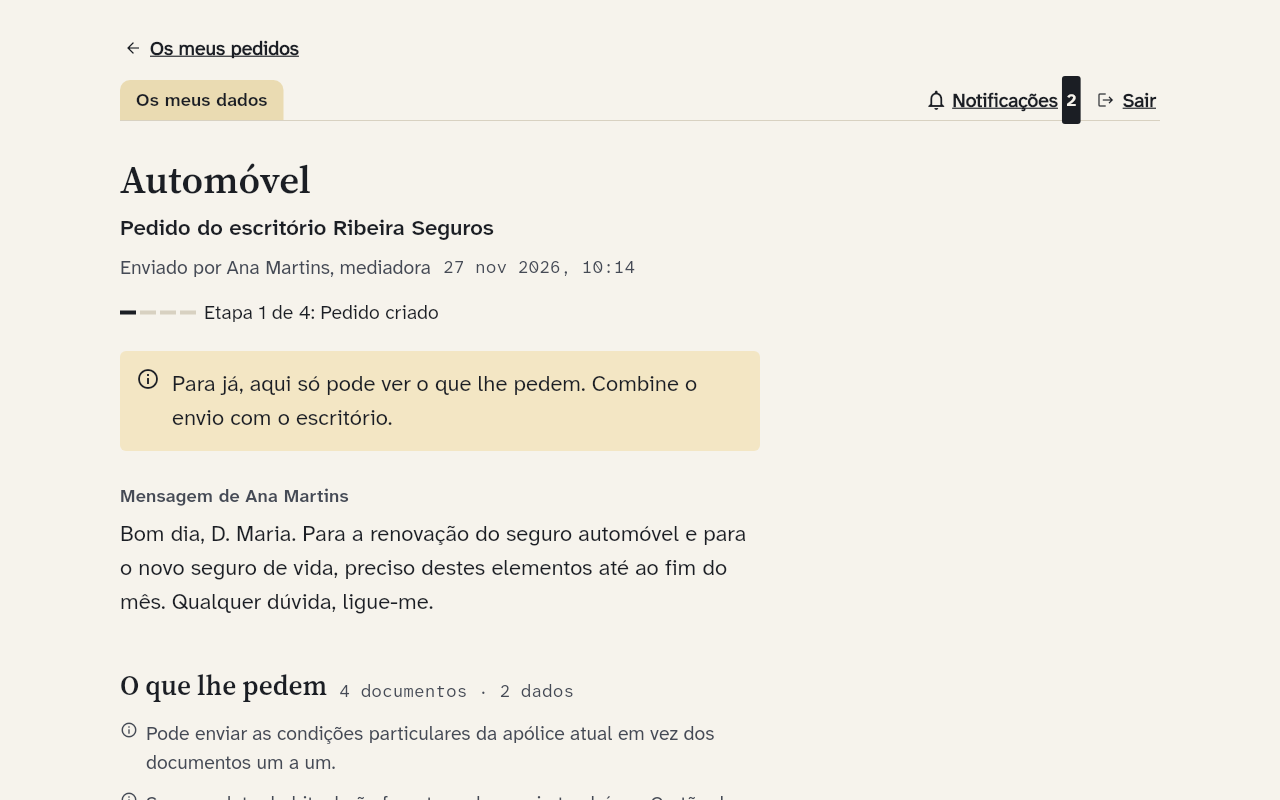 Os meus pedidos
Os meus dados
Notificações 2
Sair
Automóvel
Pedido do escritório Ribeira Seguros
Enviado por Ana Martins, mediadora 27 nov 2026, 10:14
Etapa 1 de 4: Pedido criado
Para já, aqui só pode ver o que lhe pedem. Combine o
envio com o escritório.
Mensagem de Ana Martins
Bom dia, D. Maria. Para a renovação do seguro automóvel e para
o novo seguro de vida, preciso destes elementos até ao fim do
mês. Qualquer dúvida, ligue-me.
O que lhe pedem 4 documentos · 2 dados
Pode enviar as condições particulares da apólice atual em vez dos
documentos um a um.